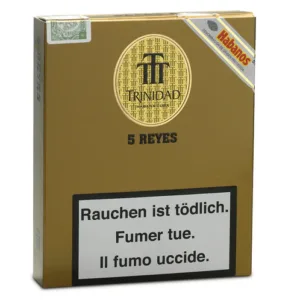 Habanos
TRINIDAD
5 REYES
Rauchen ist tödlich.
Fumer tue.
Il fumo uccide.